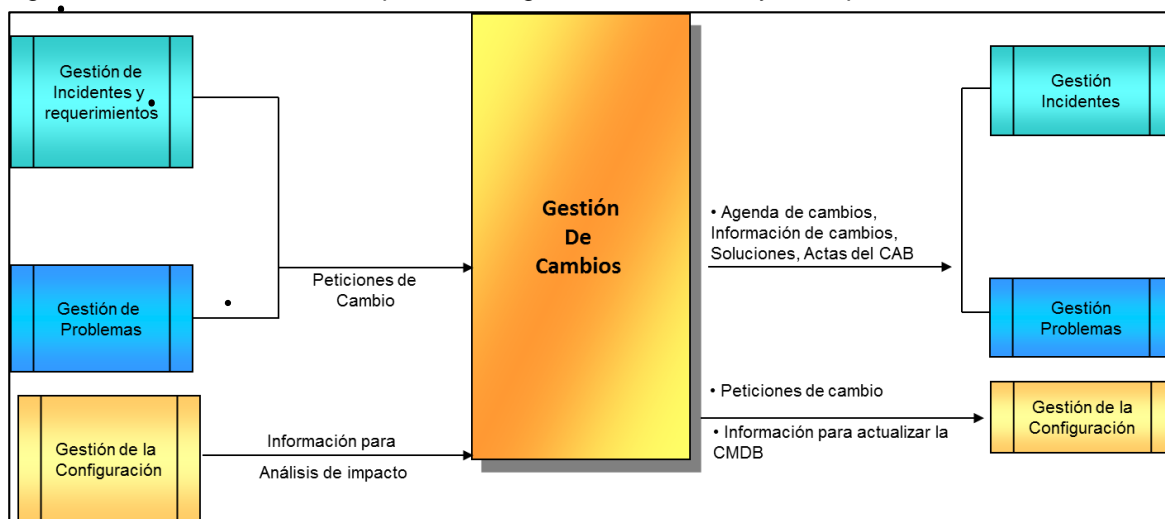 Gestión de
Incidentes y
requerimientos
Gestión de
Problemas
Gestión de la
Configuración
Peticiones de
Cambio
Información para
Análisis de impacto
Gestión
De
Cambios
• Agenda de cambios,
Información de cambios,
Soluciones, Actas del CAB
• Peticiones de cambio
• Información para actualizar la
CMDB
Gestión
Incidentes
Gestión
Problemas
Gestión de la
Configuración